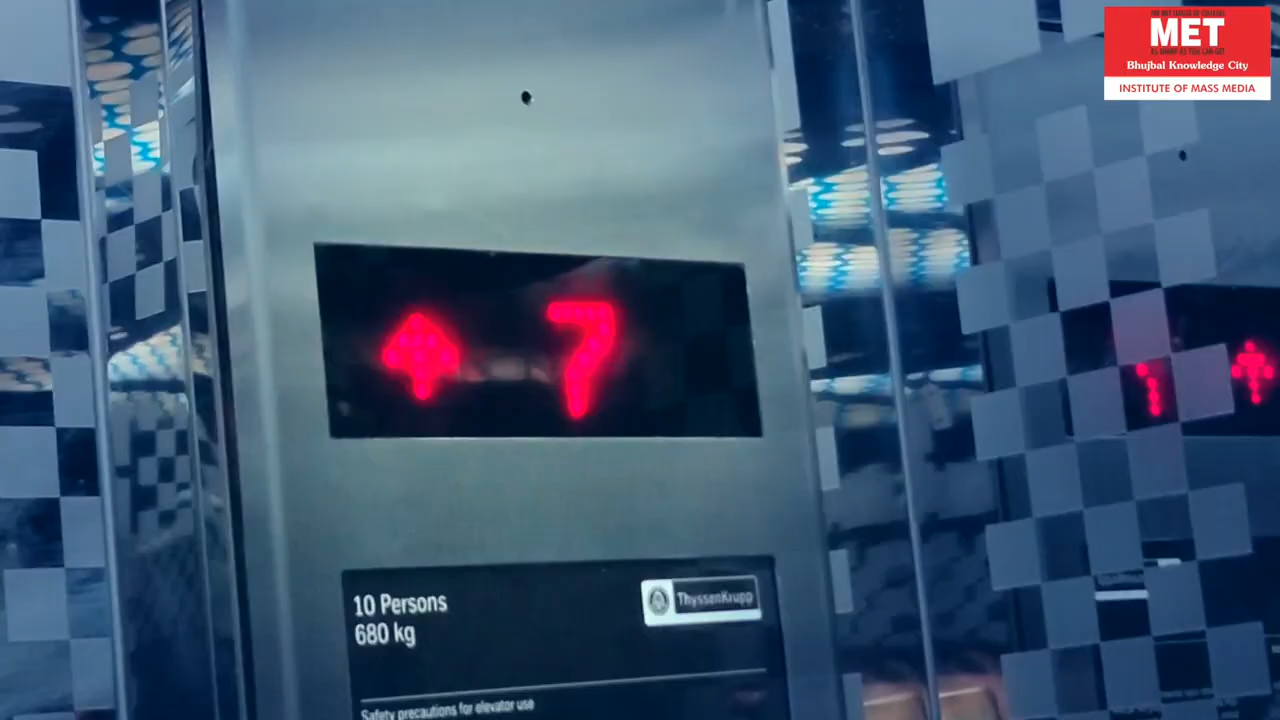 MET
Bhujbal Knowledge City
INSTITUTE OF MASS MEDIA
7
10 Persons
680 kg
ThyssenKrupp
Safety precautions for elevator use